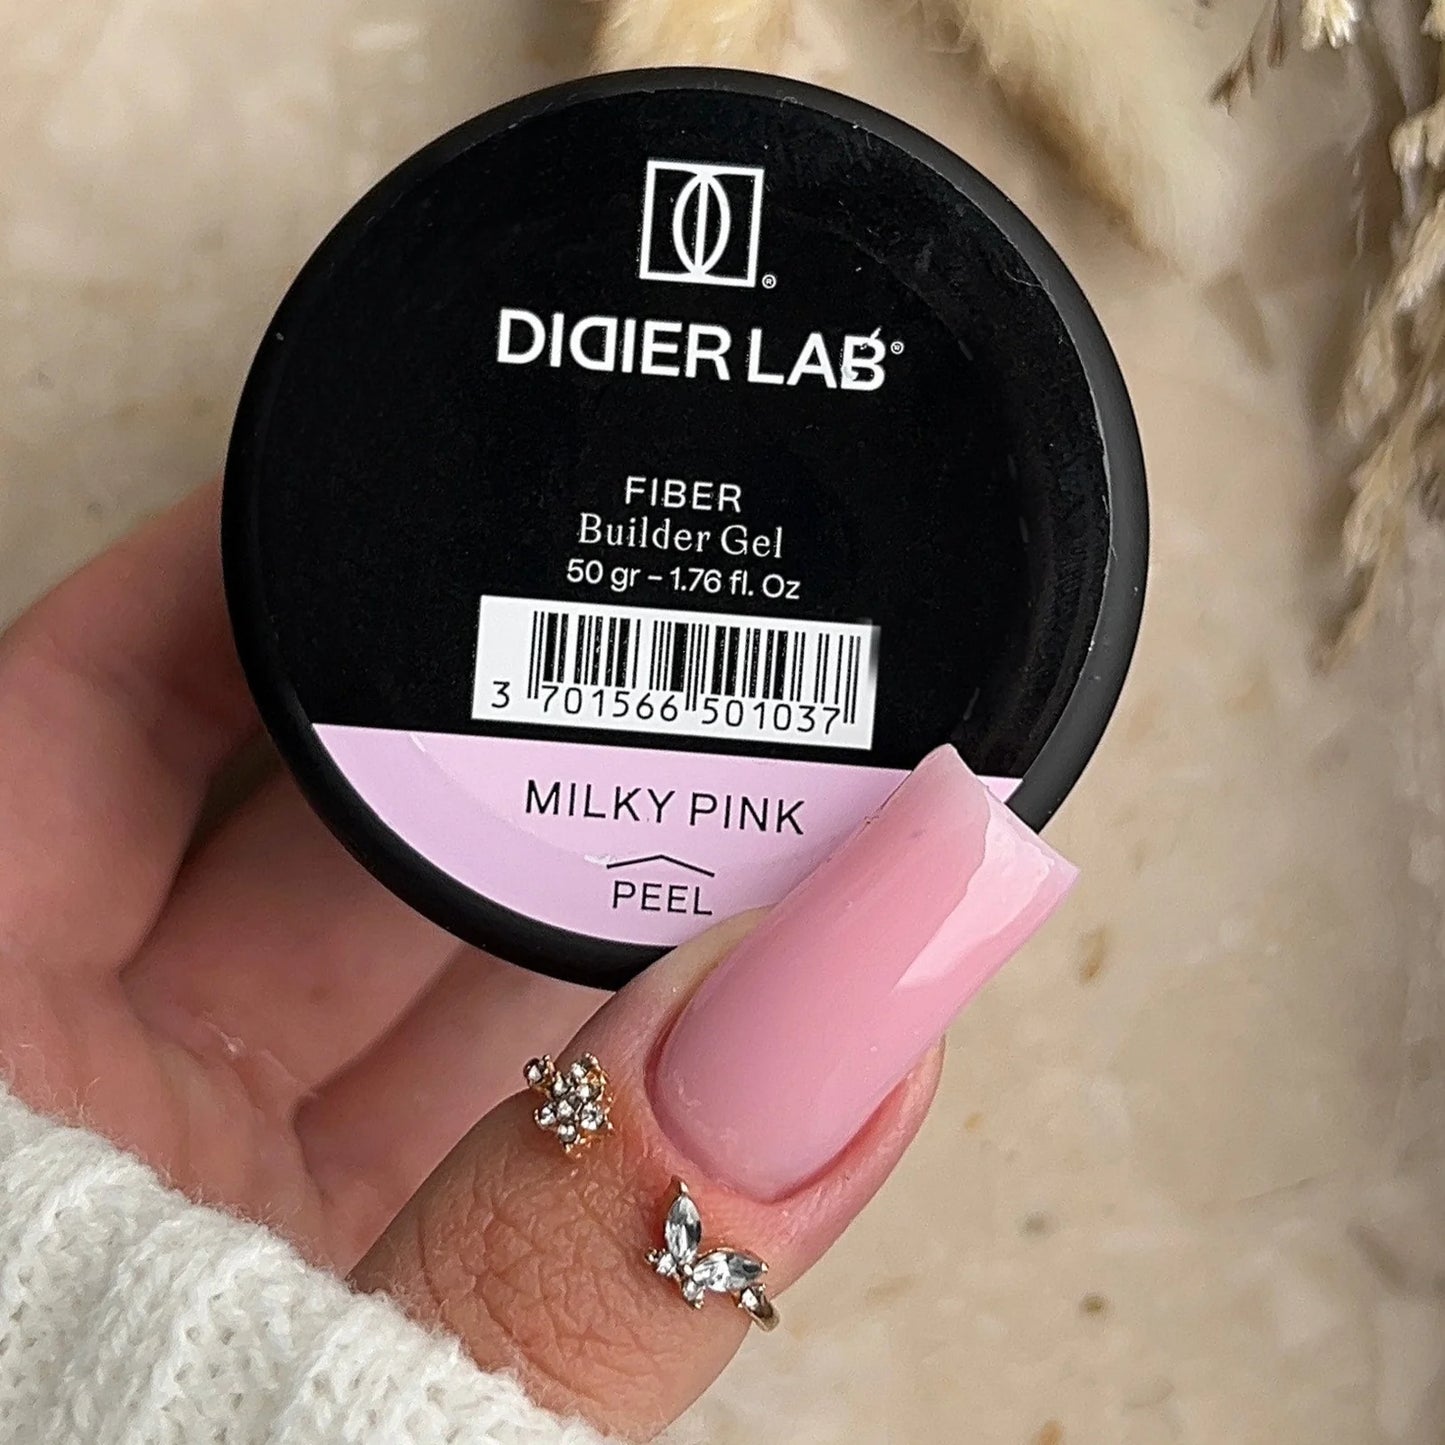 DIDIER LAB®
FIBER
Builder Gel
50 gr – 1.76 fl. Oz
3 701566 501037
MILKY PINK
PEEL